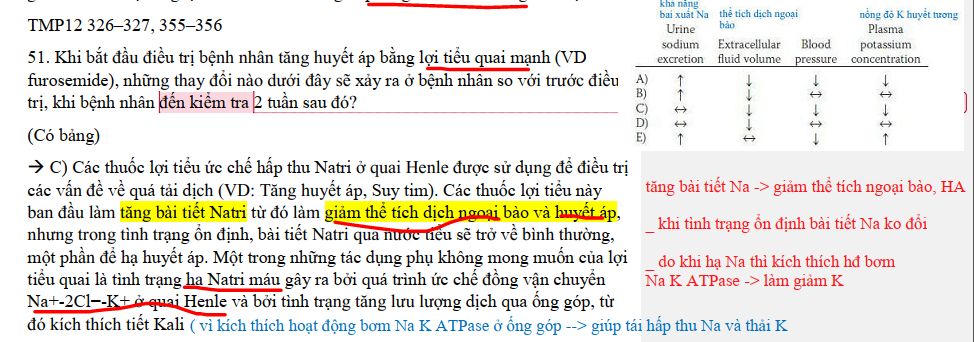 TMP12 326–327, 355–356
51. Khi bắt đầu điều trị bệnh nhân tăng huyết áp bằng lợi tiểu quai mạnh (VD
furosemide), những thay đổi nào dưới đây sẽ xảy ra ở bệnh nhân so với trước điều
trị, khi bệnh nhân đến kiểm tra 2 tuần sau đó?
(Có bảng)
→ C) Các thuốc lợi tiểu ức chế hấp thu Natri ở quai Henle được sử dụng để điều trị
các vấn đề về quá tải dịch (VD: Tăng huyết áp, Suy tim). Các thuốc lợi tiểu này
ban đầu làm tăng bài tiết Natri từ đó làm giảm thể tích dịch ngoại bào và huyết áp,
nhưng trong tình trạng ổn định, bài tiết Natri qua nước tiểu sẽ trở về bình thường,
một phần để hạ huyết áp. Một trong những tác dụng phụ không mong muốn của lợi
tiểu quai là tình trạng hạ Natri máu gây ra bởi quá trình ức chế đồng vận chuyển
Na+-2Cl−-K+ ở quai Henle và bởi tình trạng tăng lưu lượng dịch qua ống góp, từ
đó kích thích tiết Kali ( vì kích thích hoạt động bơm Na K ATPase ở ống góp --> giúp tái hấp thu Na và thải K
khả năng
bai xuất Na
thể tích dịch ngoại
bào
nồng độ K huyết tương
Urine
sodium
excretion
Extracellular
fluid volume
Blood
pressure
Plasma
potassium
concentration
A) ↑ ↓ ↓ ↓
B) ↑ ↓ ↔ ↔
C) ↔ ↓ ↓ ↓
D) ↔ ↓ ↔ ↔
E) ↑ ↔ ↓ ↑
tăng bài tiết Na -> giảm thể tích ngoại bào, HA
_ khi tình trạng ổn định bài tiết Na ko đổi
_ do khi hạ Na thì kích thích hđ bơm
Na K ATPase -> làm giảm K